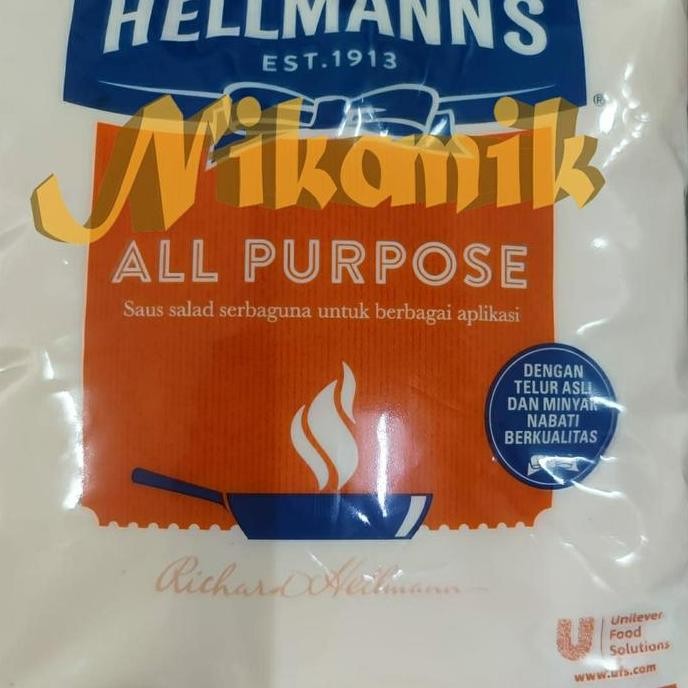 HELLMANN'S
EST.1913
®
Nikanik
ALL PURPOSE
Saus salad serbaguna untuk berbagai aplikasi
DENGAN
TELUR ASLI
DAN MINYAK
NABATI
BERKUALITAS
Richard Hellmann
Unilever
Food
Solutions
www.ufs.com